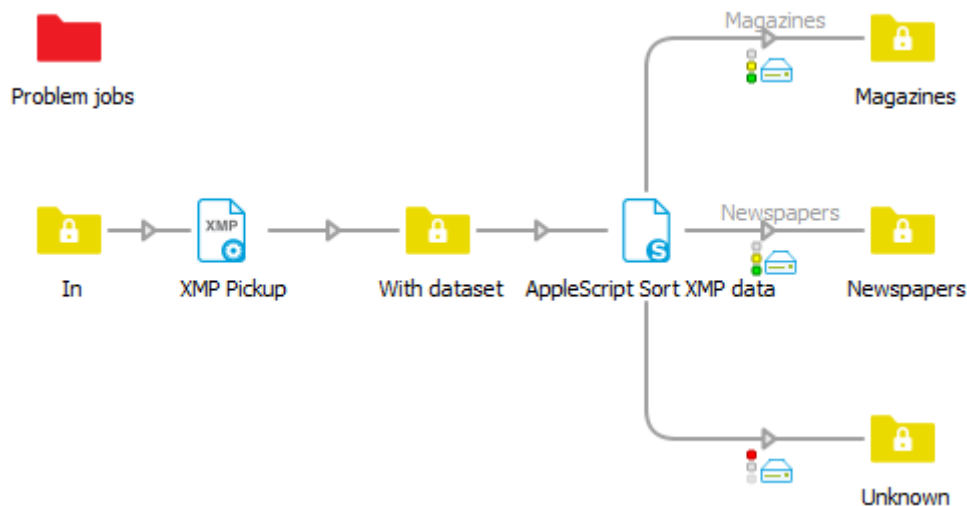 Magazines
Problem jobs
Magazines
Newspapers
XMP
S
In
XMP Pickup
With dataset
AppleScript Sort XMP data
Newspapers
Unknown